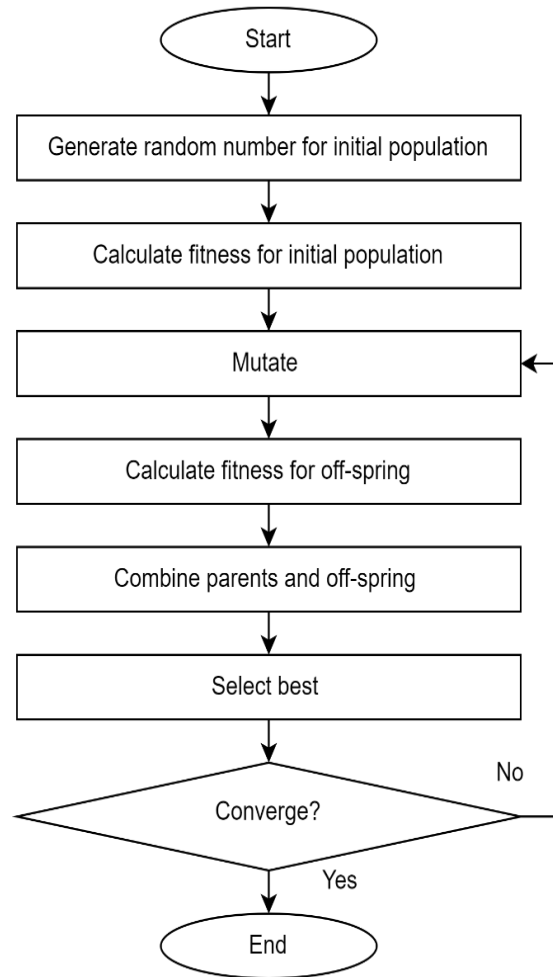 Start
Generate random number for initial population
Calculate fitness for initial population
Mutate
Calculate fitness for off-spring
Combine parents and off-spring
Select best
No
Converge?
Yes
End